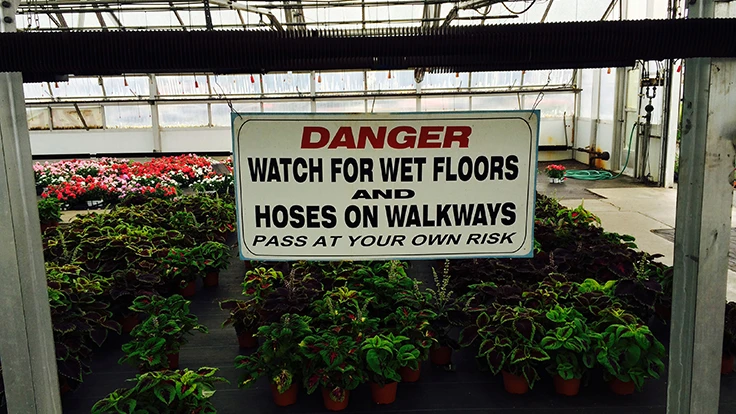 DANGER
WATCH FOR WET FLOORS
AND
HOSES ON WALKWAYS
PASS AT YOUR OWN RISK